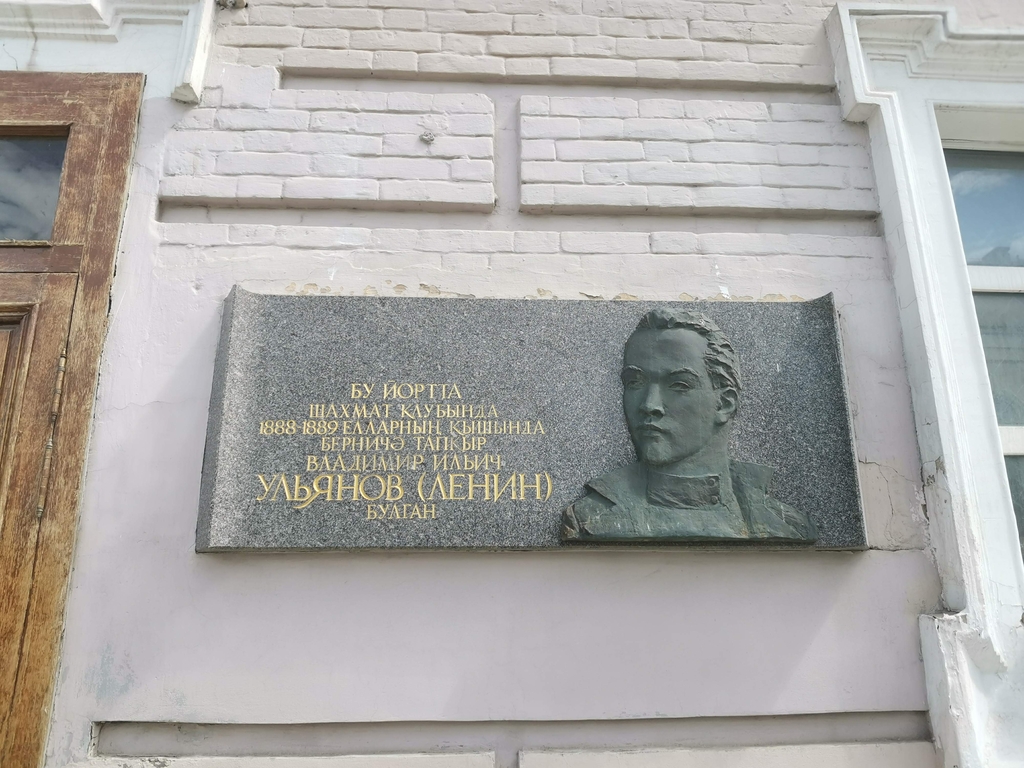 БУ ЙОРТТА
ШАХМАТ КЛУБЫНДА
1888-1889 ЕЛЛАРНЫҢ КЫШЫНДА
БЕРНИЧӘ ТАПКЫР
ВЛАДИМИР ИЛЬИЧ
УЛЬЯНОВ (ЛЕНИН)
БУЛГАН